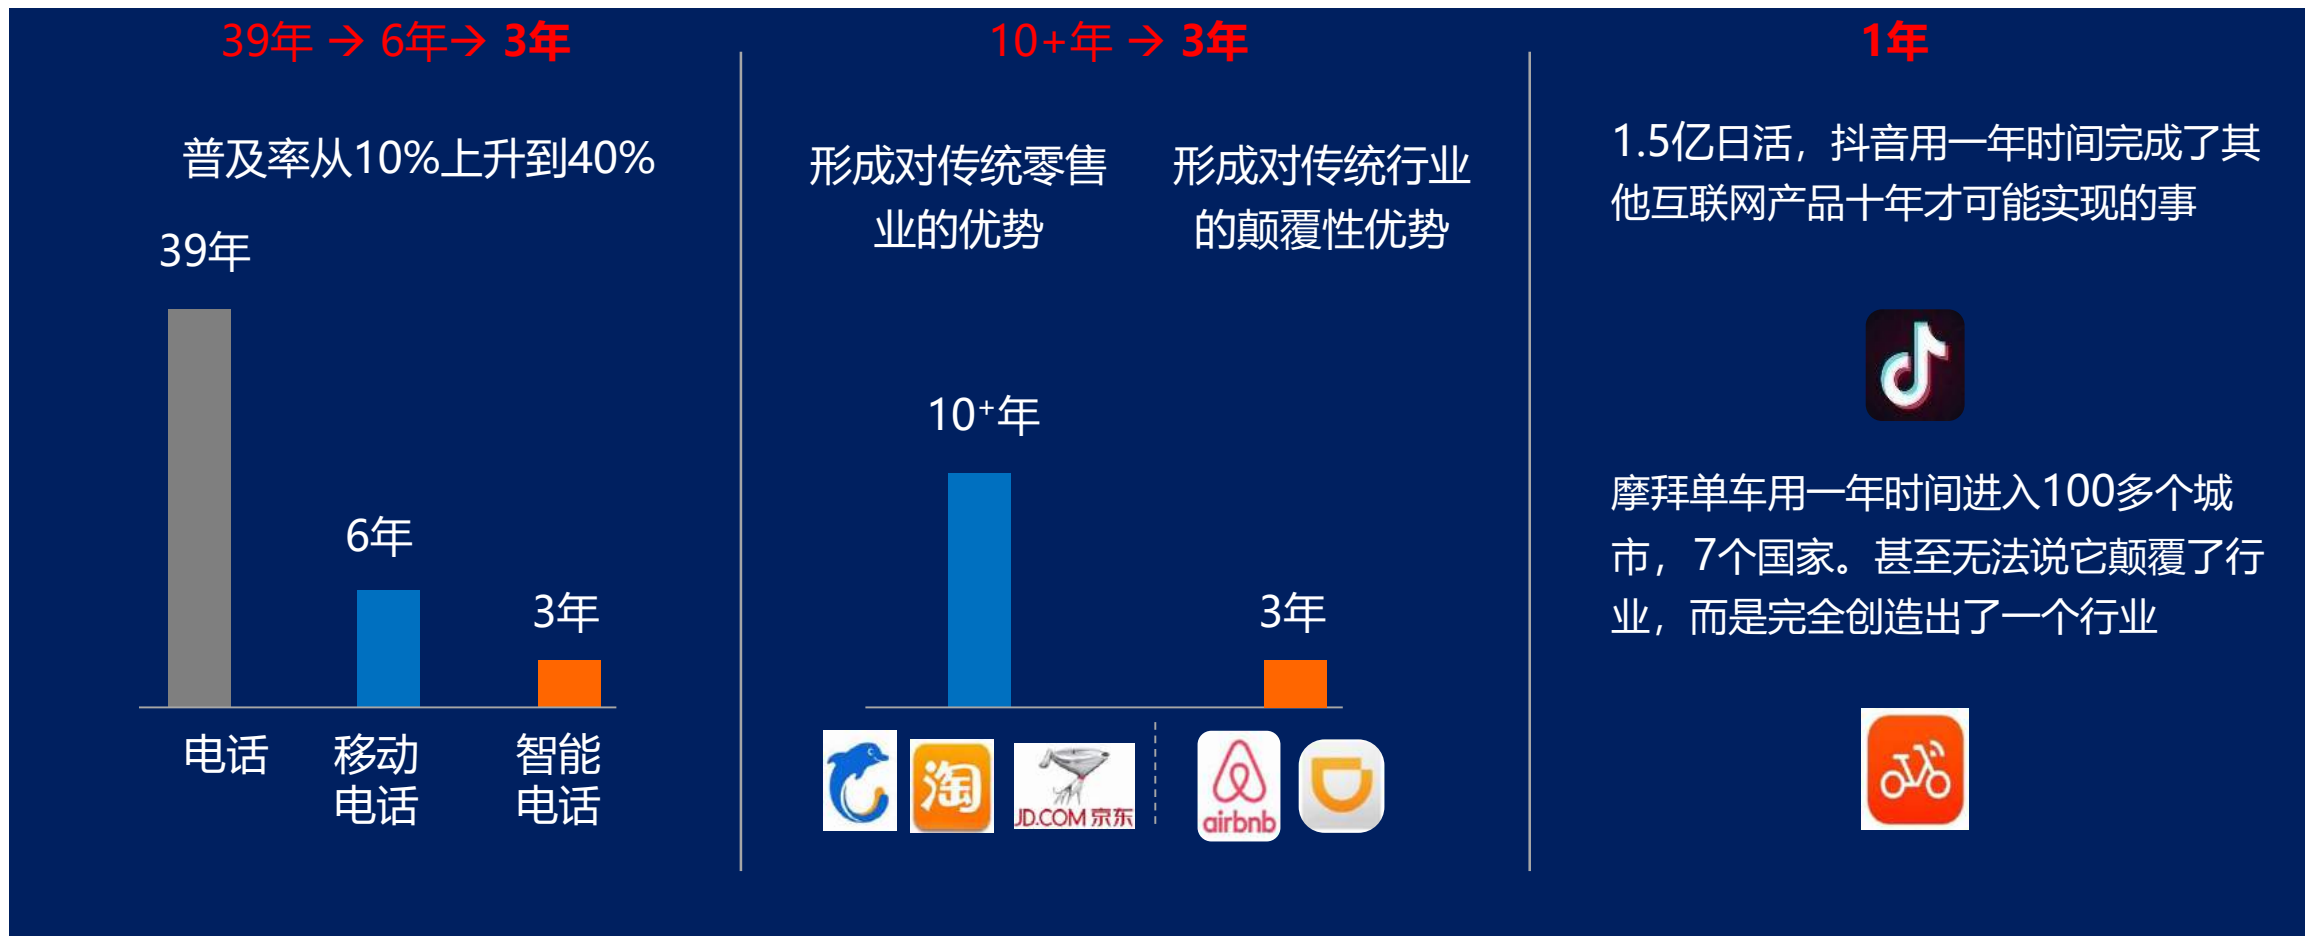 39年 → 6年→ 3年
普及率从10%上升到40%
39年
6年
3年
电话
移动
电话
智能
电话
10+年 → 3年
形成对传统零售
业的优势
形成对传统行业
的颠覆性优势
10+年
3年
淘
JD.COM 京东
airbnb
1年
1.5亿日活，抖音用一年时间完成了其
他互联网产品十年才可能实现的事
摩拜单车用一年时间进入100多个城
市，7个国家。甚至无法说它颠覆了行
业，而是完全创造出了一个行业